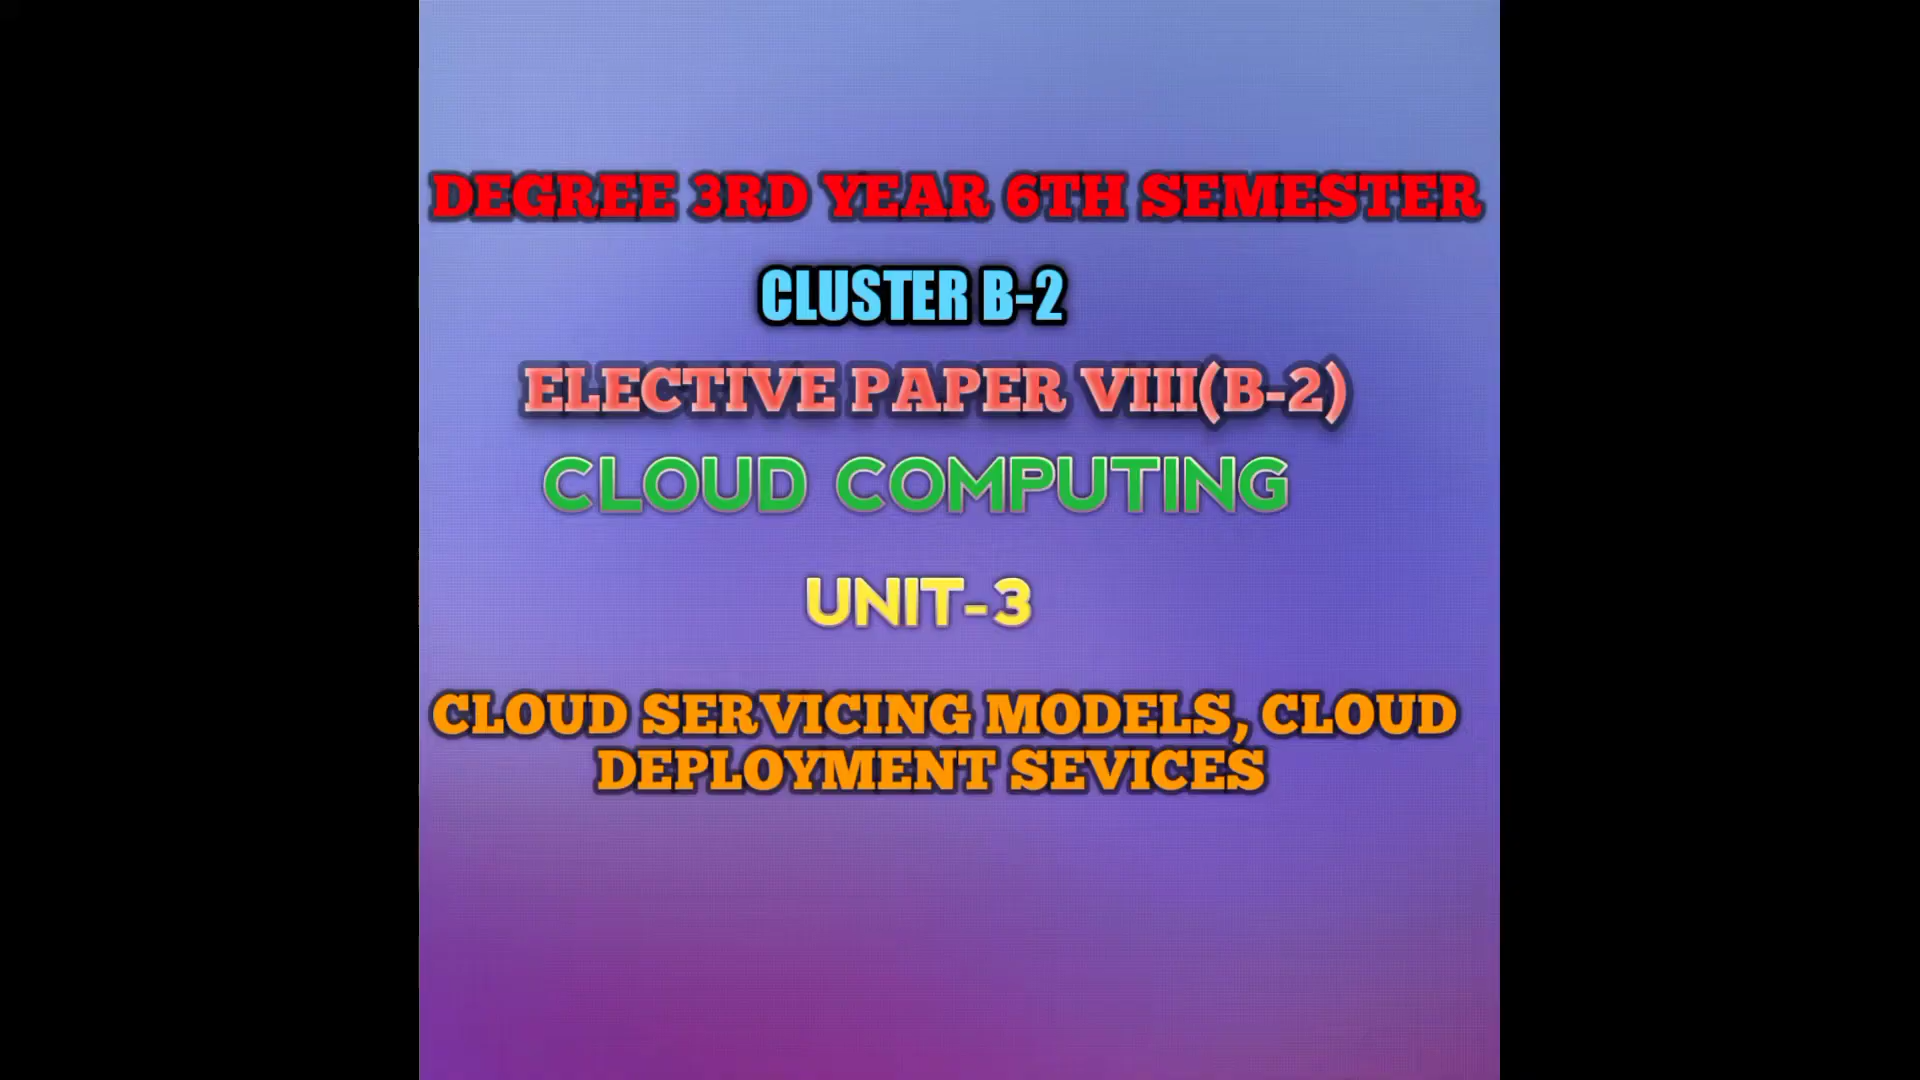 DEGREE 3RD YEAR 6TH SEMESTER
CLUSTER B-2
ELECTIVE PAPER VIII(B-2)
CLOUD COMPUTING
UNIT-3
CLOUD SERVICING MODELS, CLOUD
DEPLOYMENT SEVICES